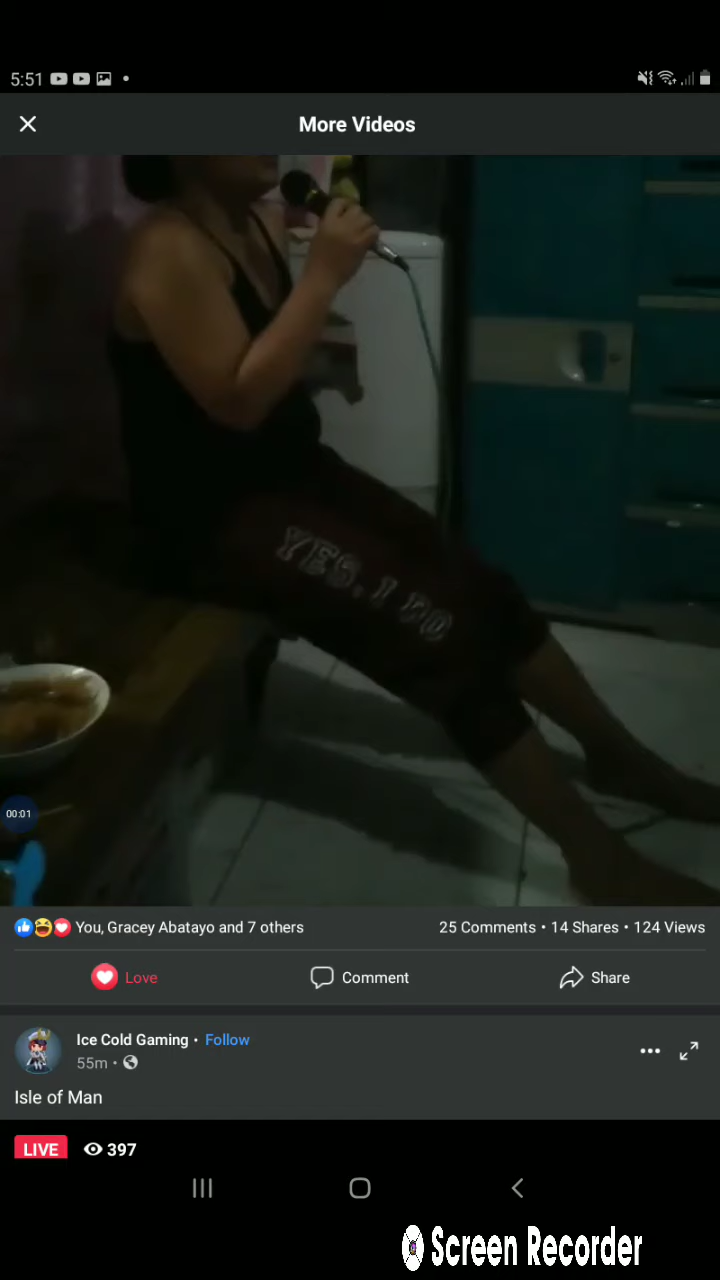 5:51
More Videos
YES, I DO
00:01
You, Gracey Abatayo and 7 others
25 Comments • 14 Shares • 124 Views
Love
Comment
Share
Ice Cold Gaming • Follow
55m •
Isle of Man
LIVE
397
Screen Recorder